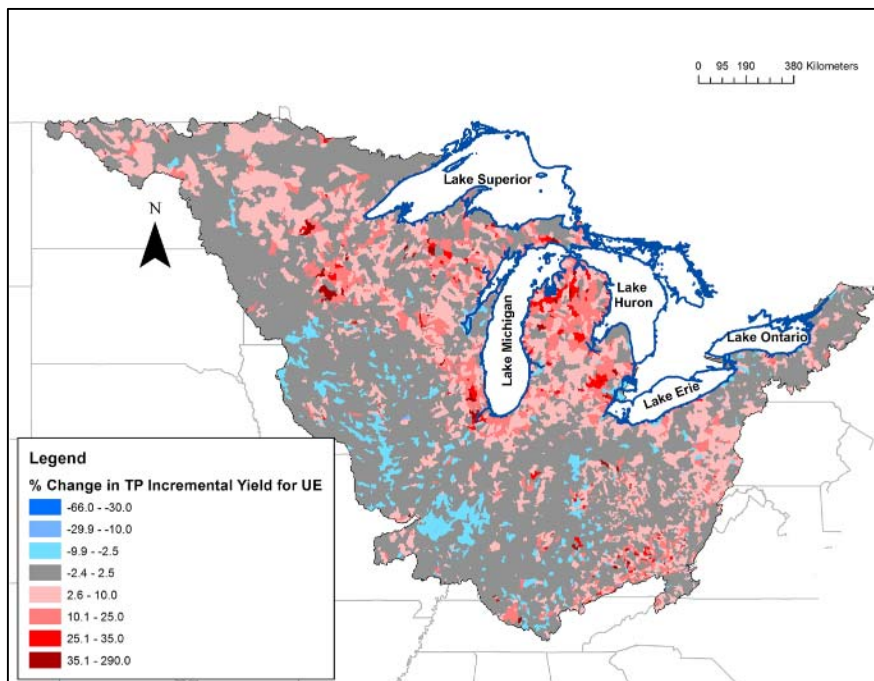 0 95 190 380 Kilometers
Lake Superior
N
Lake Michigan
Lake
Huron
Lake Ontario
Lake Erie
Legend
% Change in TP Incremental Yield for UE
-66.0 - -30.0
-29.9 - -10.0
-9.9 - -2.5
-2.4 - 2.5
2.6 - 10.0
10.1 - 25.0
25.1 - 35.0
35.1 - 290.0